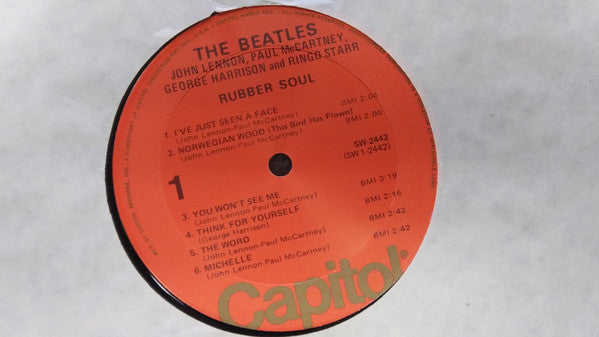 THE BEATLES
JOHN LENNON, PAUL McCARTNEY,
GEORGE HARRISON and RINGO STARR
RUBBER SOUL
1. I'VE JUST SEEN A FACE BMI 2:04
(John Lennon-Paul McCartney)
2. NORWEGIAN WOOD (This Bird Has Flown) BMI 2:00
(John Lennon-Paul McCartney)
SW-2442
(SW 1-2442)
1
3. YOU WON'T SEE ME BMI 3:19
(John Lennon-Paul McCartney)
4. THINK FOR YOURSELF BMI 2:16
(George Harrison)
5. THE WORD BMI 2:42
(John Lennon-Paul McCartney)
6. MICHELLE BMI 2:42
(John Lennon-Paul McCartney)
Capitol®